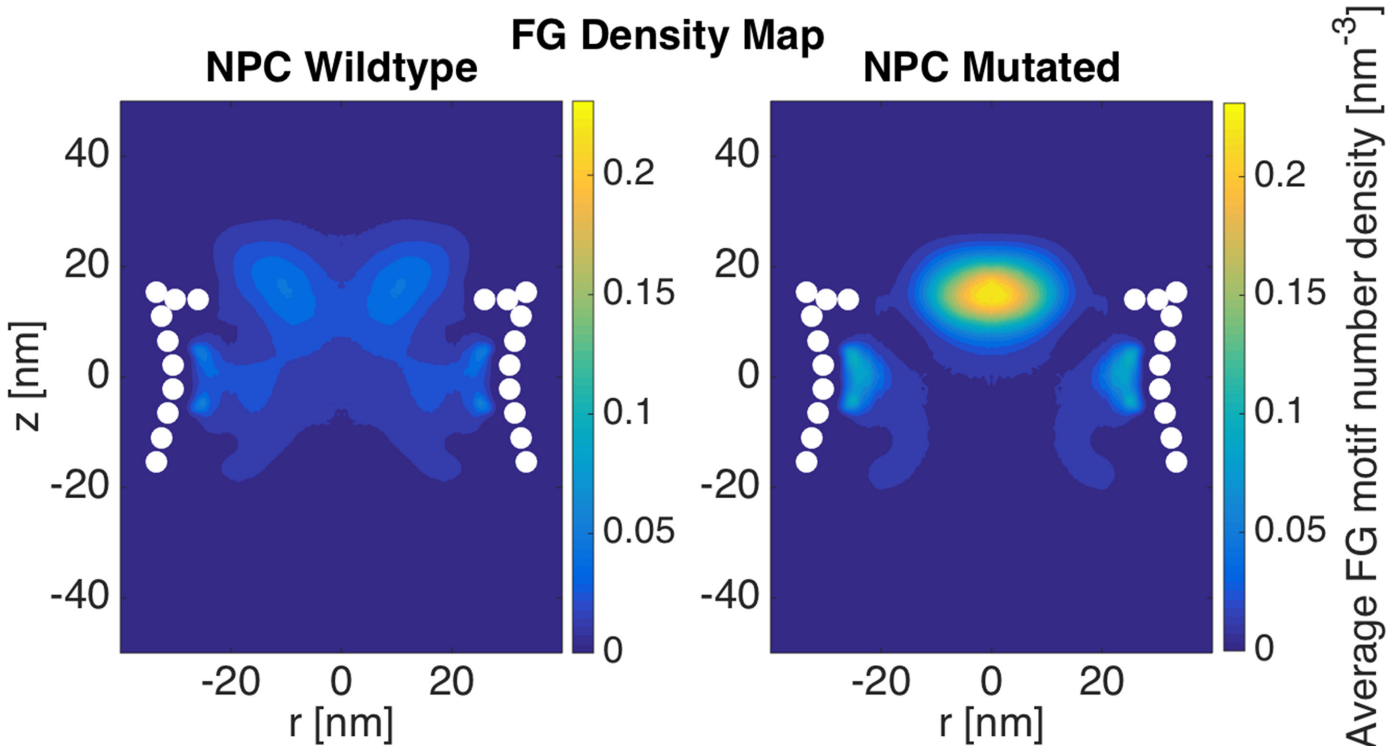 FG Density Map
NPC Wildtype
NPC Mutated
z [nm]
40
20
0
-20
-40
-20 0 20
r [nm]
0.2
0.15
0.1
0.05
0
40
20
0
-20
-40
-20 0 20
r [nm]
0.2
0.15
0.1
0.05
0
Average FG motif number density [nm⁻³]